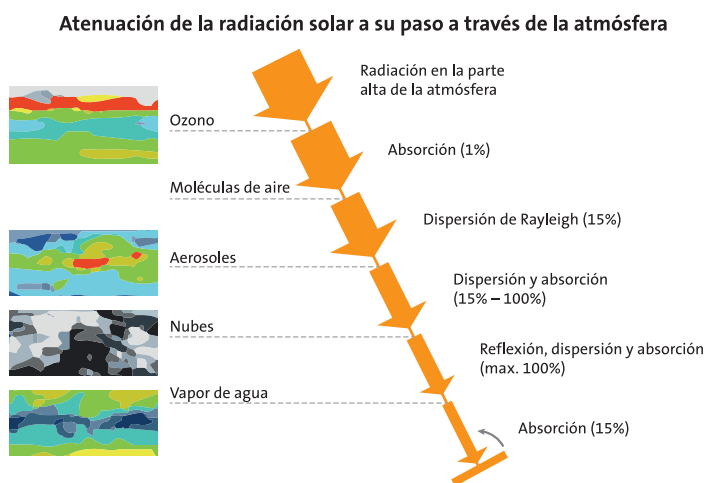 Atenuación de la radiación solar a su paso a través de la atmósfera
Radiación en la parte
alta de la atmósfera
Ozono
Absorción (1%)
Moléculas de aire
Dispersión de Rayleigh (15%)
Aerosoles
Dispersión y absorción
(15% – 100%)
Nubes
Reflexión, dispersión y absorción
(max. 100%)
Vapor de agua
Absorción (15%)